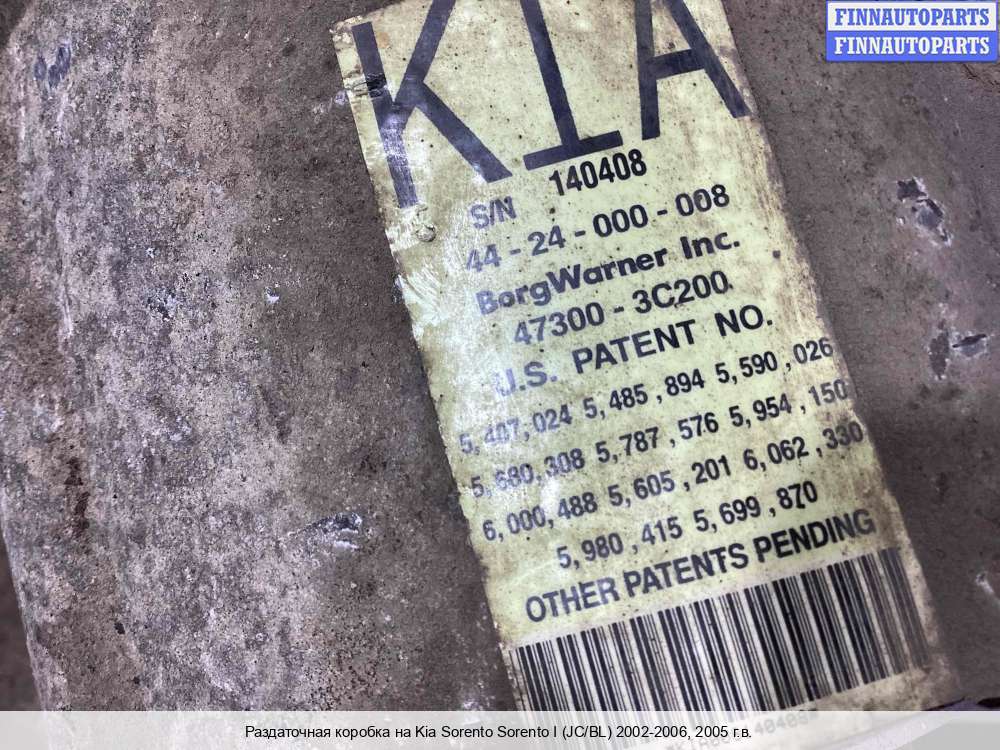 FINNAUTOPARTS
FINNAUTOPARTS
KIA
S/N 140408
44-24-000-008
BorgWarner Inc.
47300-3C200
U.S. PATENT NO.
5,407,024 5,485,894 5,590,026
5,680,308 5,787,576 5,954,150
6,000,488 5,605,201 6,062,330
5,980,415 5,699,870
OTHER PATENTS PENDING
Раздаточная коробка на Kia Sorento Sorento I (JC/BL) 2002-2006, 2005 г.в.